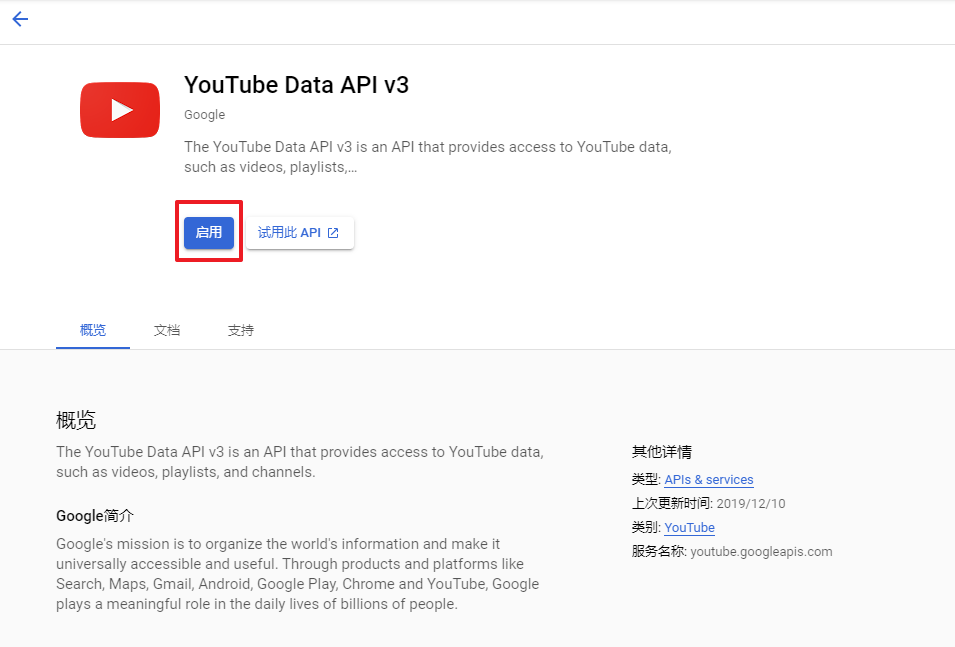 YouTube Data API v3
Google
The YouTube Data API v3 is an API that provides access to YouTube data,
such as videos, playlists,...
启用
试用此 API
概览
文档
支持
概览
The YouTube Data API v3 is an API that provides access to YouTube data,
such as videos, playlists, and channels.
Google简介
Google's mission is to organize the world's information and make it
universally accessible and useful. Through products and platforms like
Search, Maps, Gmail, Android, Google Play, Chrome and YouTube, Google
plays a meaningful role in the daily lives of billions of people.
其他详情
类型: APIs & services
上次更新时间: 2019/12/10
类别: YouTube
服务名称: youtube.googleapis.com